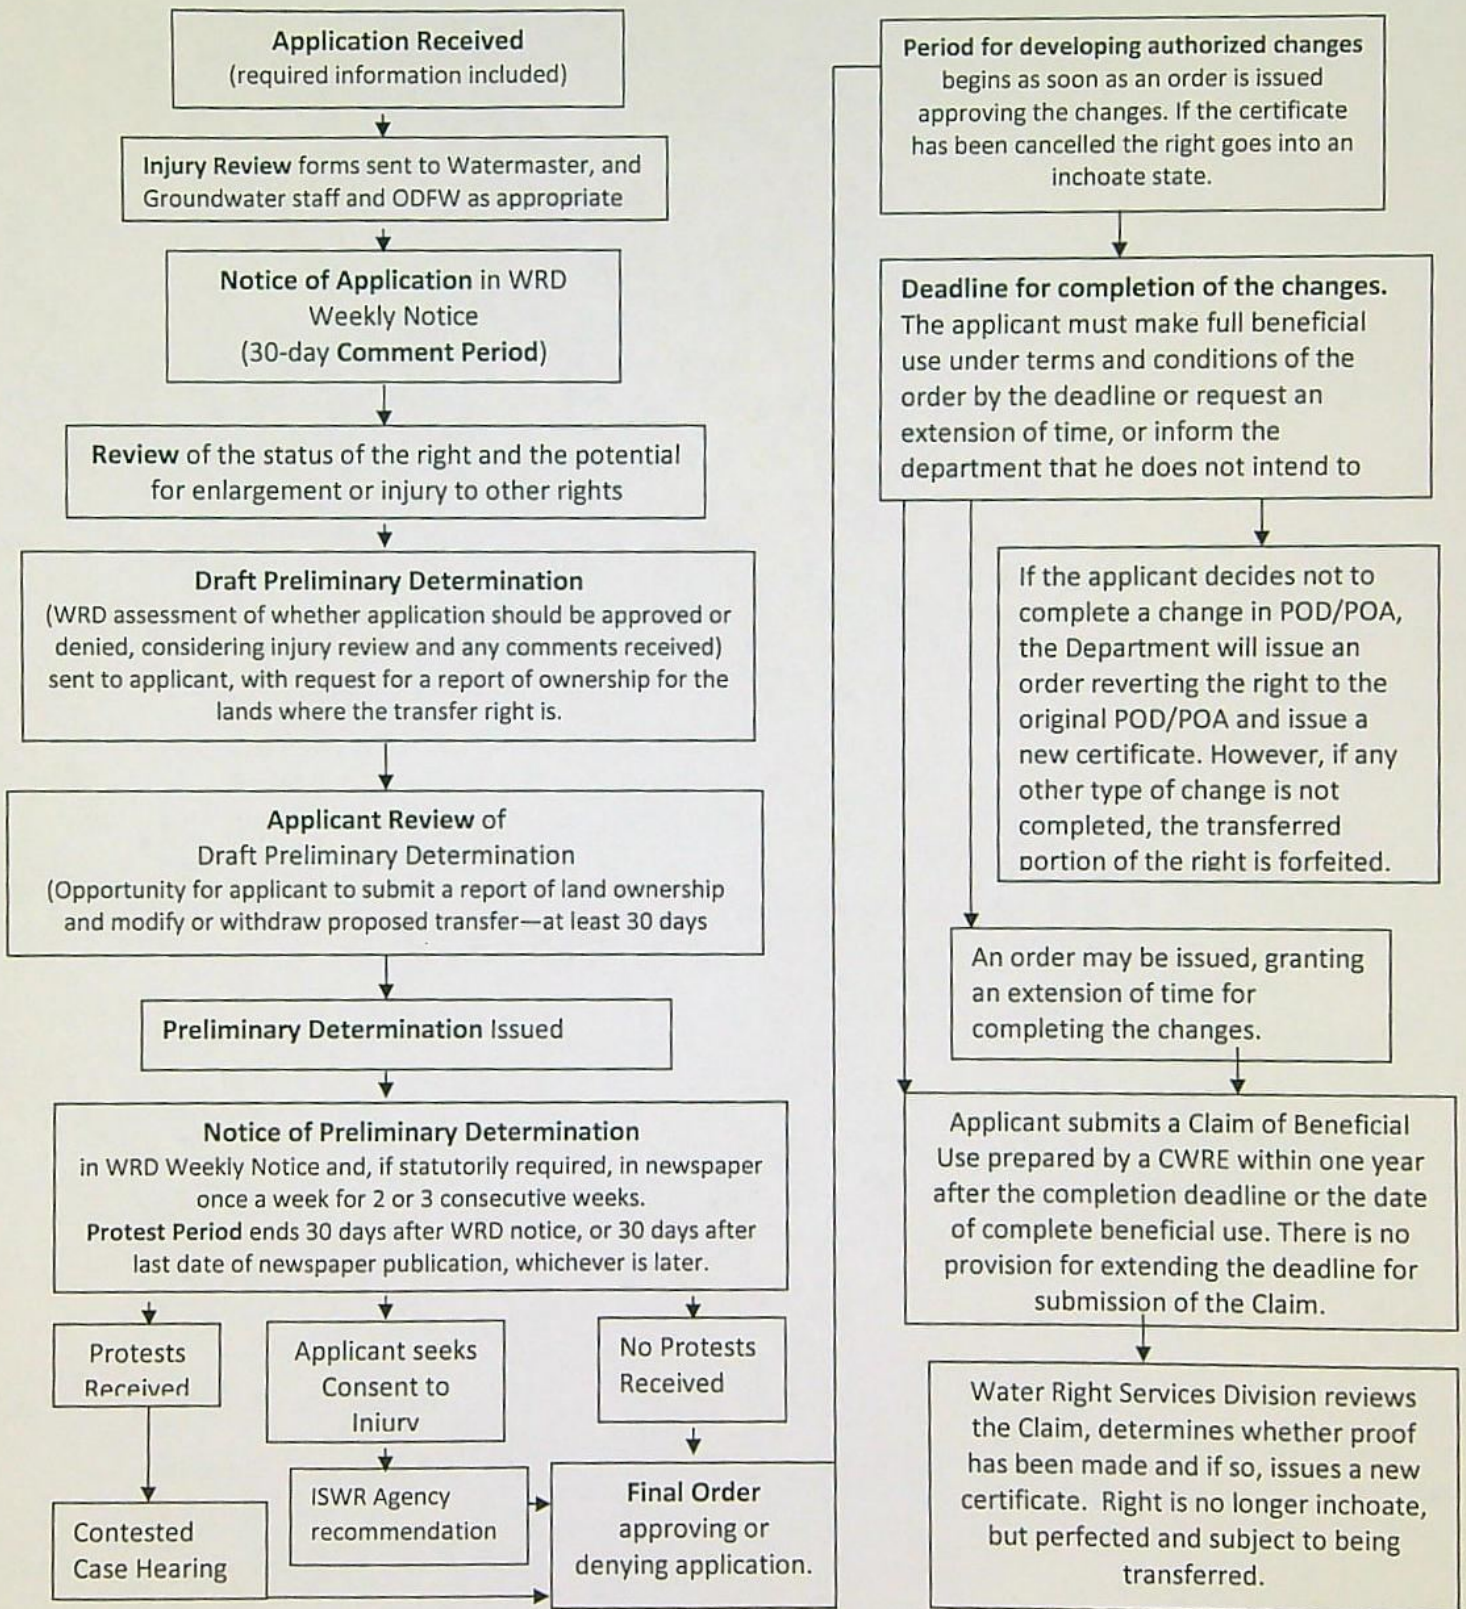 Application Received
(required information included)
Injury Review forms sent to Watermaster, and
Groundwater staff and ODFW as appropriate
Notice of Application in WRD
Weekly Notice
(30-day Comment Period)
Review of the status of the right and the potential
for enlargement or injury to other rights
Draft Preliminary Determination
(WRD assessment of whether application should be approved or
denied, considering injury review and any comments received)
sent to applicant, with request for a report of ownership for the
lands where the transfer right is.
Applicant Review of
Draft Preliminary Determination
(Opportunity for applicant to submit a report of land ownership
and modify or withdraw proposed transfer—at least 30 days
Preliminary Determination Issued
Notice of Preliminary Determination
in WRD Weekly Notice and, if statutorily required, in newspaper
once a week for 2 or 3 consecutive weeks.
Protest Period ends 30 days after WRD notice, or 30 days after
last date of newspaper publication, whichever is later.
Protests
Received
Applicant seeks
Consent to
Injury
No Protests
Received
Contested
Case Hearing
ISWR Agency
recommendation
Final Order
approving or
denying application.
Period for developing authorized changes
begins as soon as an order is issued
approving the changes. If the certificate
has been cancelled the right goes into an
inchoate state.
Deadline for completion of the changes.
The applicant must make full beneficial
use under terms and conditions of the
order by the deadline or request an
extension of time, or inform the
department that he does not intend to
If the applicant decides not to
complete a change in POD/POA,
the Department will issue an
order reverting the right to the
original POD/POA and issue a
new certificate. However, if any
other type of change is not
completed, the transferred
portion of the right is forfeited.
An order may be issued, granting
an extension of time for
completing the changes.
Applicant submits a Claim of Beneficial
Use prepared by a CWRE within one year
after the completion deadline or the date
of complete beneficial use. There is no
provision for extending the deadline for
submission of the Claim.
Water Right Services Division reviews
the Claim, determines whether proof
has been made and if so, issues a new
certificate. Right is no longer inchoate,
but perfected and subject to being
transferred.